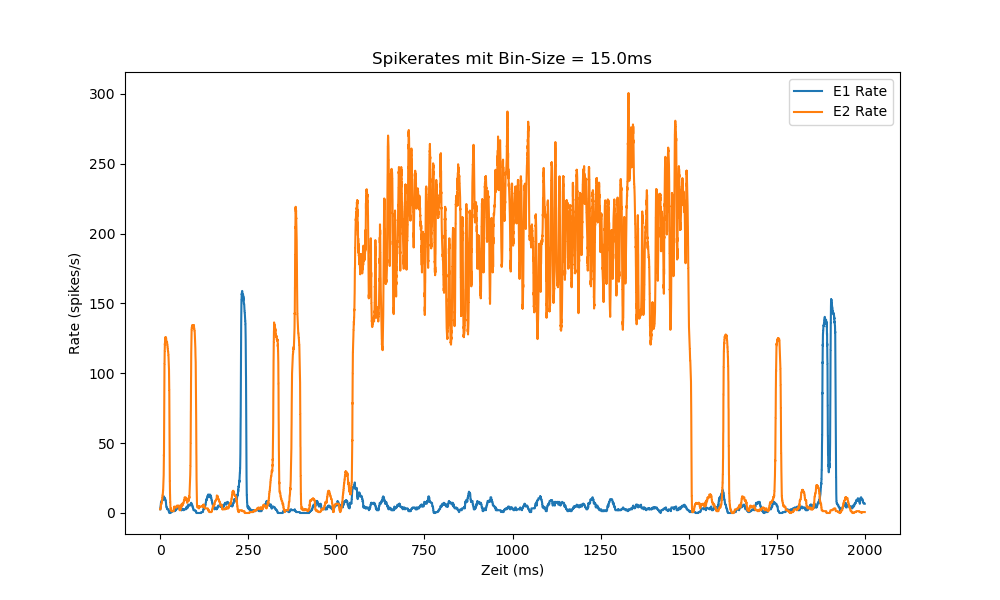 Spikerates mit Bin-Size = 15.0ms
E1 Rate
E2 Rate
300
250
200
150
100
50
0
Rate (spikes/s)
0 250 500 750 1000 1250 1500 1750 2000
Zeit (ms)